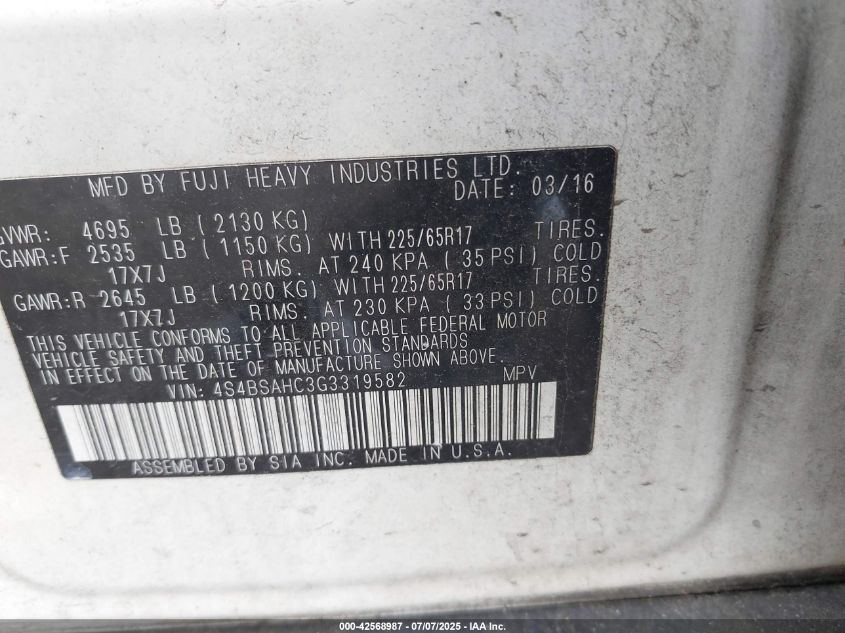 MFD BY FUJI HEAVY INDUSTRIES LTD.
DATE: 03/16
GVWR: 4695 LB (2130 KG)
GAWR:F 2535 LB (1150 KG) WITH 225/65R17 TIRES.
17X7J RIMS. AT 240 KPA (35 PSI) COLD
GAWR:R 2645 LB (1200 KG) WITH 225/65R17 TIRES.
17X7J RIMS. AT 230 KPA (33 PSI) COLD
THIS VEHICLE CONFORMS TO ALL APPLICABLE FEDERAL MOTOR
VEHICLE SAFETY AND THEFT PREVENTION STANDARDS
IN EFFECT ON THE DATE OF MANUFACTURE SHOWN ABOVE.
VIN: 4S4BSAHC3G3319582 MPV
ASSEMBLED BY SIA INC. MADE IN U.S.A.
000-42568987 - 07/07/2025 - IAA Inc.